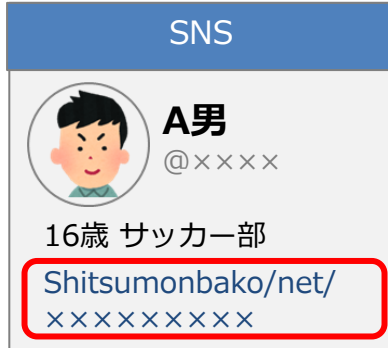 SNS
A男
@××××
16歳 サッカー部
Shitsumonbako/net/
×××××××××